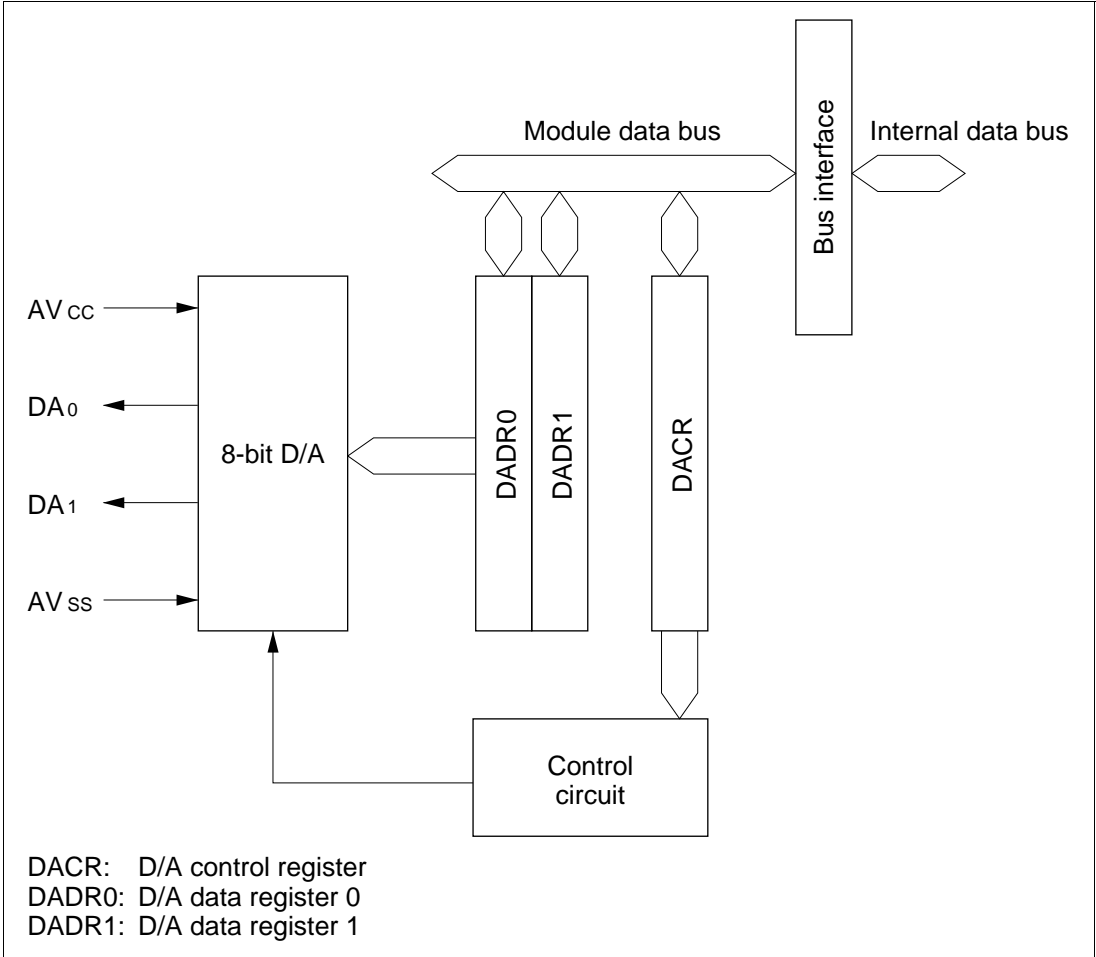 Module data bus
Internal data bus
Bus interface
AVCC
DA0
DA1
AVSS
8-bit D/A
DADR0
DADR1
DACR
Control
circuit
DACR: D/A control register
DADR0: D/A data register 0
DADR1: D/A data register 1